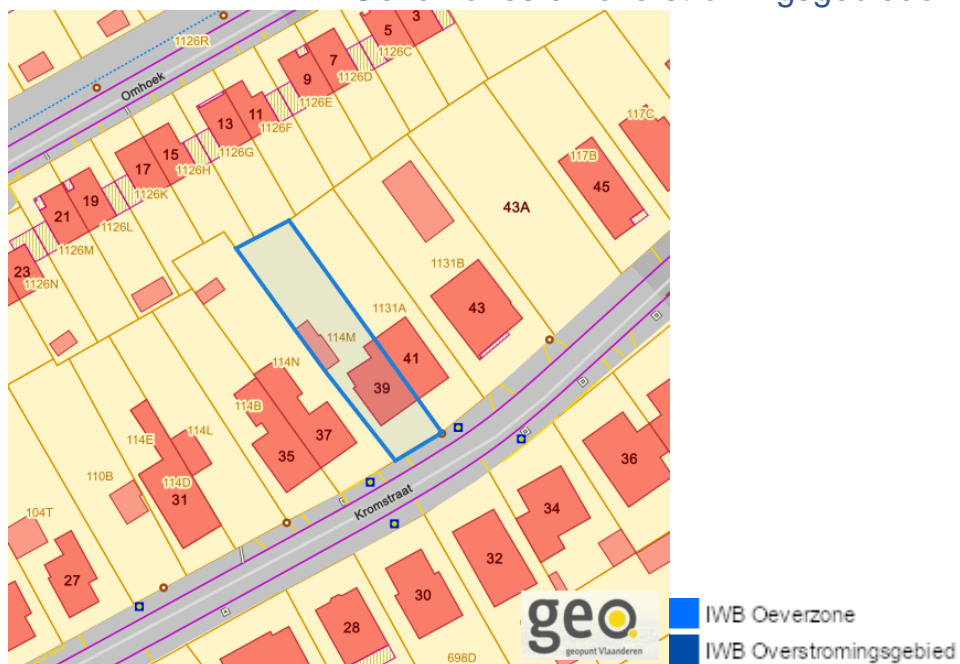 1126R
5
3
1126C
Omhoek
9
7
1126D
1126E
13
11
1126F
1126G
117C
17
15
1126H
117B
45
1126K
21
19
43A
1126L
1126M
23
1126N
1131B
43
1131A
114M
41
39
114N
114B
37
35
114L
114E
110B
114D
31
Kromstraat
36
34
104T
32
27
30
28
698D
geo
geopunt Vlaanderen
IWB Oeverzone
IWB Overstromingsgebied